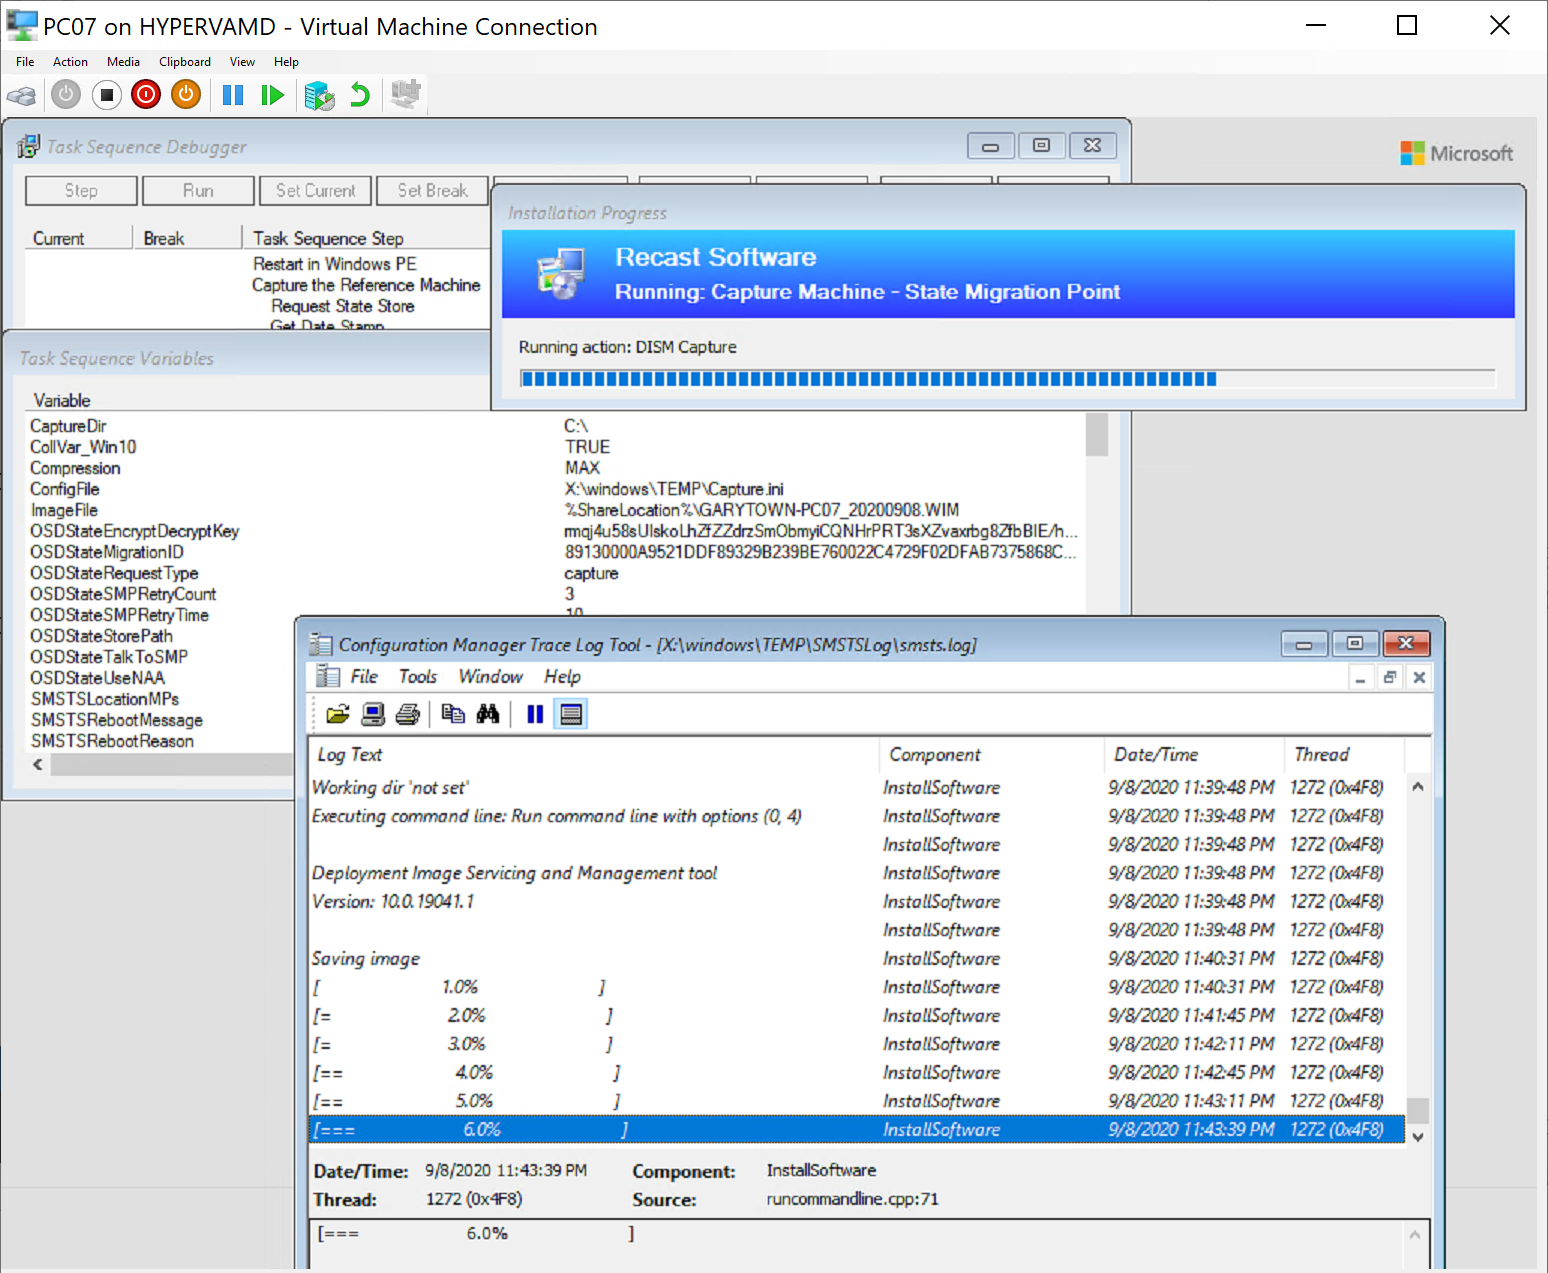 PC07 on HYPERVAMD - Virtual Machine Connection
File Action Media Clipboard View Help
Task Sequence Debugger
Microsoft
Step Run Set Current Set Break
Installation Progress
Current Break Task Sequence Step
Recast Software
Restart in Windows PE
Capture the Reference Machine
Running: Capture Machine - State Migration Point
Request State Store
Get Date Stamp
Running action: DISM Capture
Task Sequence Variables
Variable
CaptureDir C:\
CollVar_Win10 TRUE
Compression MAX
ConfigFile X:\windows\TEMP\Capture.ini
ImageFile %ShareLocation%\GARYTOWN-PC07_20200908.WIM
OSDStateEncryptDecryptKey
OSDStateMigrationID 89130000A9521DDF89329B239BE760022C4729F02DFAB7375868C...
OSDStateRequestType capture
OSDStateSMPRetryCount 3
OSDStateSMPRetryTime 10
OSDStateStorePath
OSDStateTalkToSMP
OSDStateUseNAA
SMSTSLocationMPs
SMSTSRebootMessage
SMSTSRebootReason
Configuration Manager Trace Log Tool - [X:\windows\TEMP\SMSTSLog\smsts.log]
File Tools Window Help
Log Text Component Date/Time Thread
Working dir 'not set' InstallSoftware 9/8/2020 11:39:48 PM 1272 (0x4F8)
Executing command line: Run command line with options (0, 4) InstallSoftware 9/8/2020 11:39:48 PM 1272 (0x4F8)
InstallSoftware 9/8/2020 11:39:48 PM 1272 (0x4F8)
Deployment Image Servicing and Management tool InstallSoftware 9/8/2020 11:39:48 PM 1272 (0x4F8)
Version: 10.0.19041.1 InstallSoftware 9/8/2020 11:39:48 PM 1272 (0x4F8)
InstallSoftware 9/8/2020 11:39:48 PM 1272 (0x4F8)
Saving image InstallSoftware 9/8/2020 11:40:31 PM 1272 (0x4F8)
[ 1.0% ] InstallSoftware 9/8/2020 11:40:31 PM 1272 (0x4F8)
[= 2.0% ] InstallSoftware 9/8/2020 11:41:45 PM 1272 (0x4F8)
[= 3.0% ] InstallSoftware 9/8/2020 11:42:11 PM 1272 (0x4F8)
[== 4.0% ] InstallSoftware 9/8/2020 11:42:45 PM 1272 (0x4F8)
[== 5.0% ] InstallSoftware 9/8/2020 11:43:11 PM 1272 (0x4F8)
[=== 6.0% ] InstallSoftware 9/8/2020 11:43:39 PM 1272 (0x4F8)
Date/Time: 9/8/2020 11:43:39 PM Component: InstallSoftware
Thread: 1272 (0x4F8) Source: runcommandline.cpp:71
[=== 6.0% ]